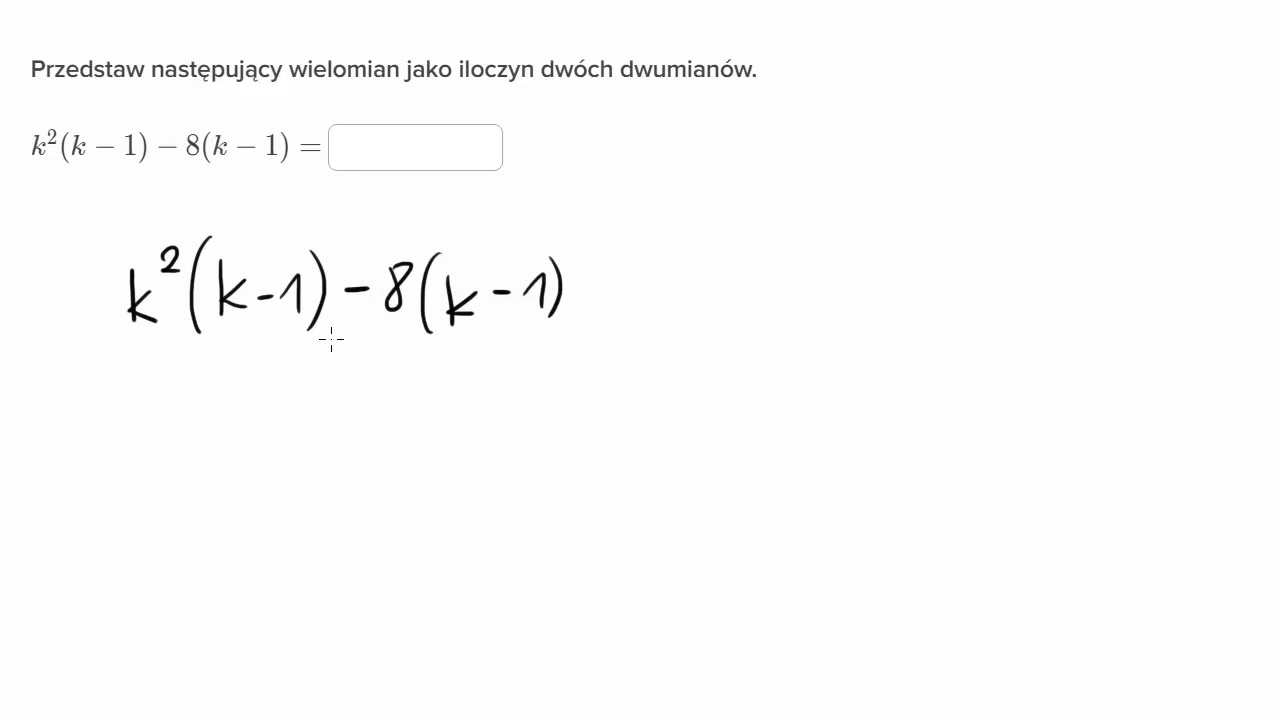 Przedstaw następujący wielomian jako iloczyn dwóch dwumianów.
k²(k − 1) − 8(k − 1) =
k²(k-1)-8(k-1)